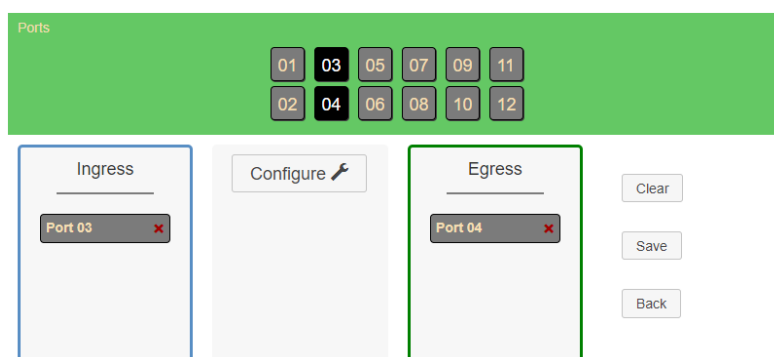 Ports
01 03 05 07 09 11
02 04 06 08 10 12
Ingress
Configure
Egress
Port 03
Port 04
Clear
Save
Back